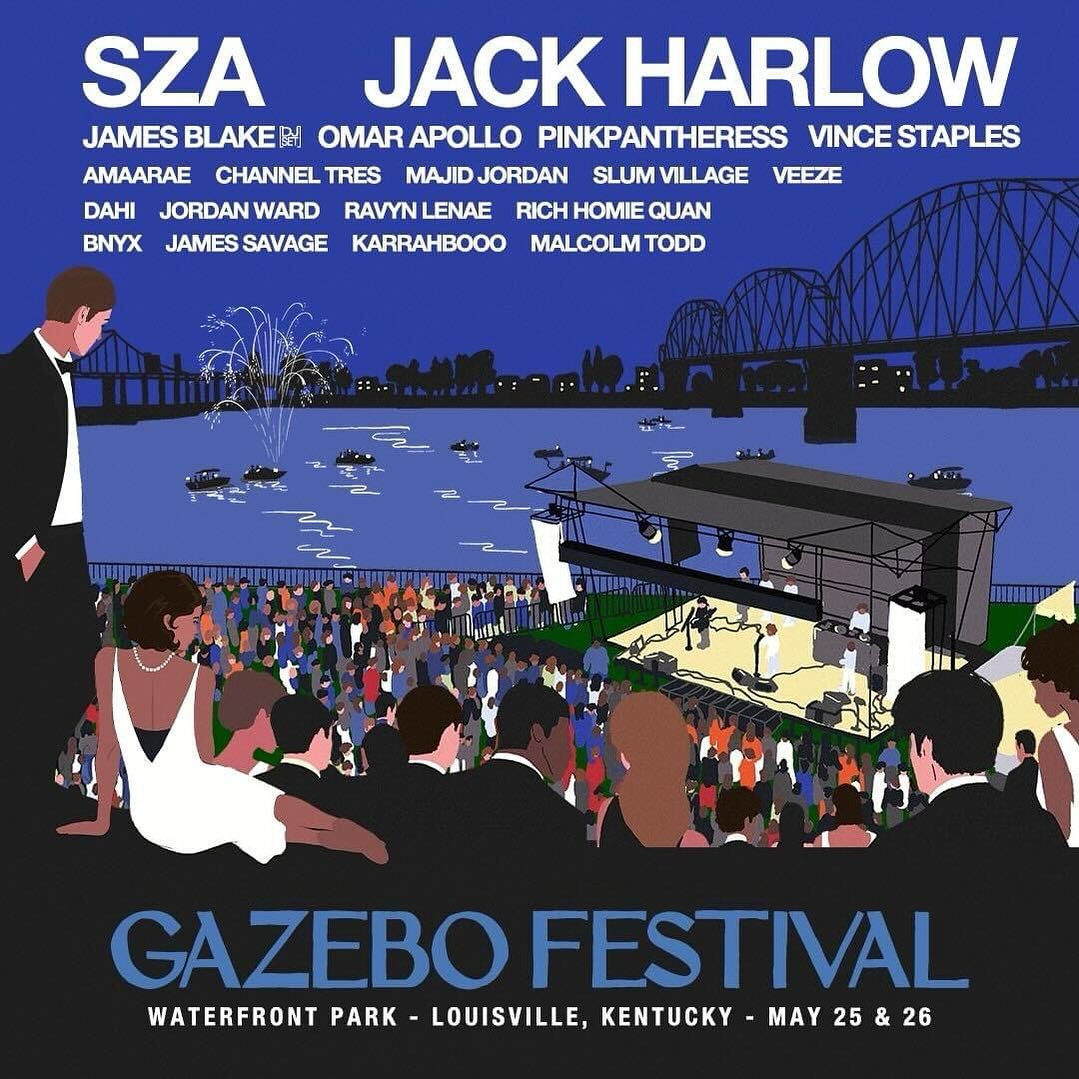 SZA JACK HARLOW
JAMES BLAKE [DJ SET] OMAR APOLLO PINKPANTHERESS VINCE STAPLES
AMAARAE CHANNEL TRES MAJID JORDAN SLUM VILLAGE VEEZE
DAHI JORDAN WARD RAVYN LENAE RICH HOMIE QUAN
BNYX JAMES SAVAGE KARRAHBOOO MALCOLM TODD
GAZEBO FESTIVAL
WATERFRONT PARK - LOUISVILLE, KENTUCKY - MAY 25 & 26